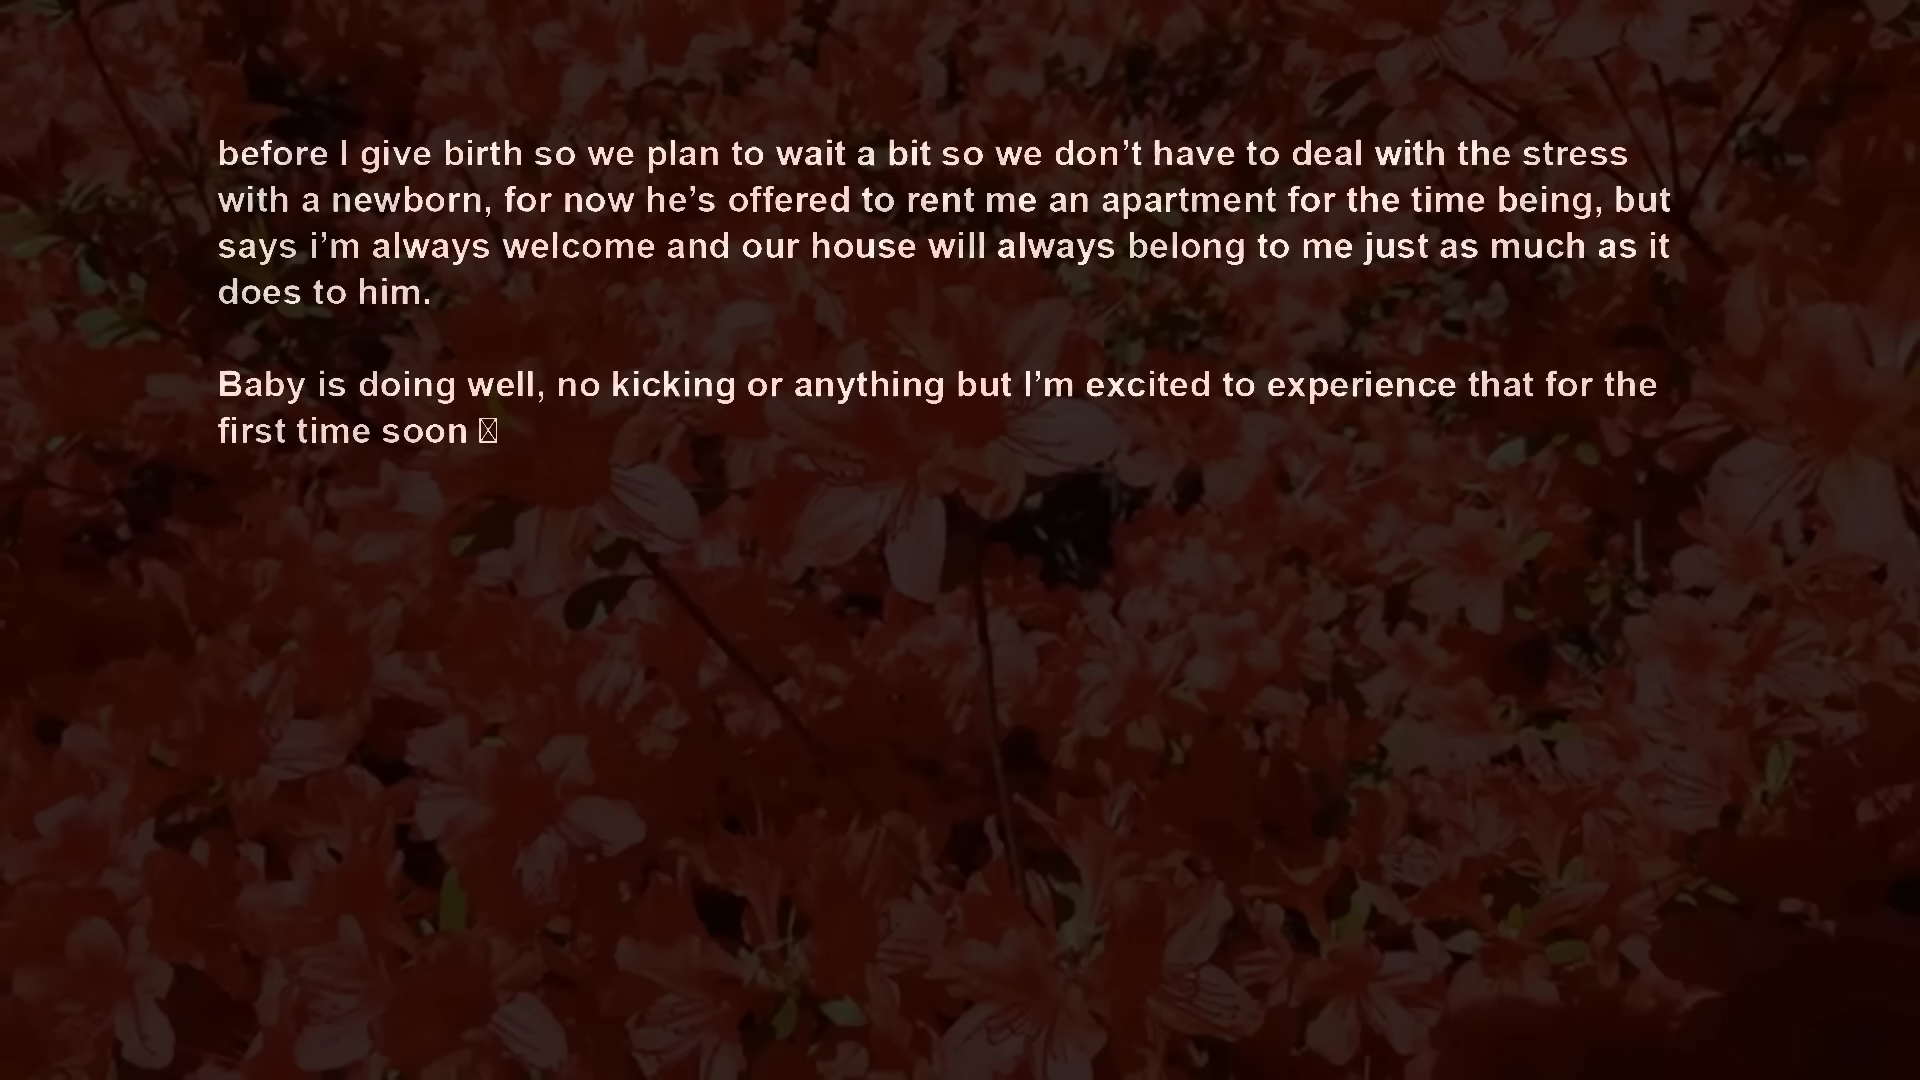 before I give birth so we plan to wait a bit so we don’t have to deal with the stress
with a newborn, for now he’s offered to rent me an apartment for the time being, but
says i’m always welcome and our house will always belong to me just as much as it
does to him.
Baby is doing well, no kicking or anything but I’m excited to experience that for the
first time soon